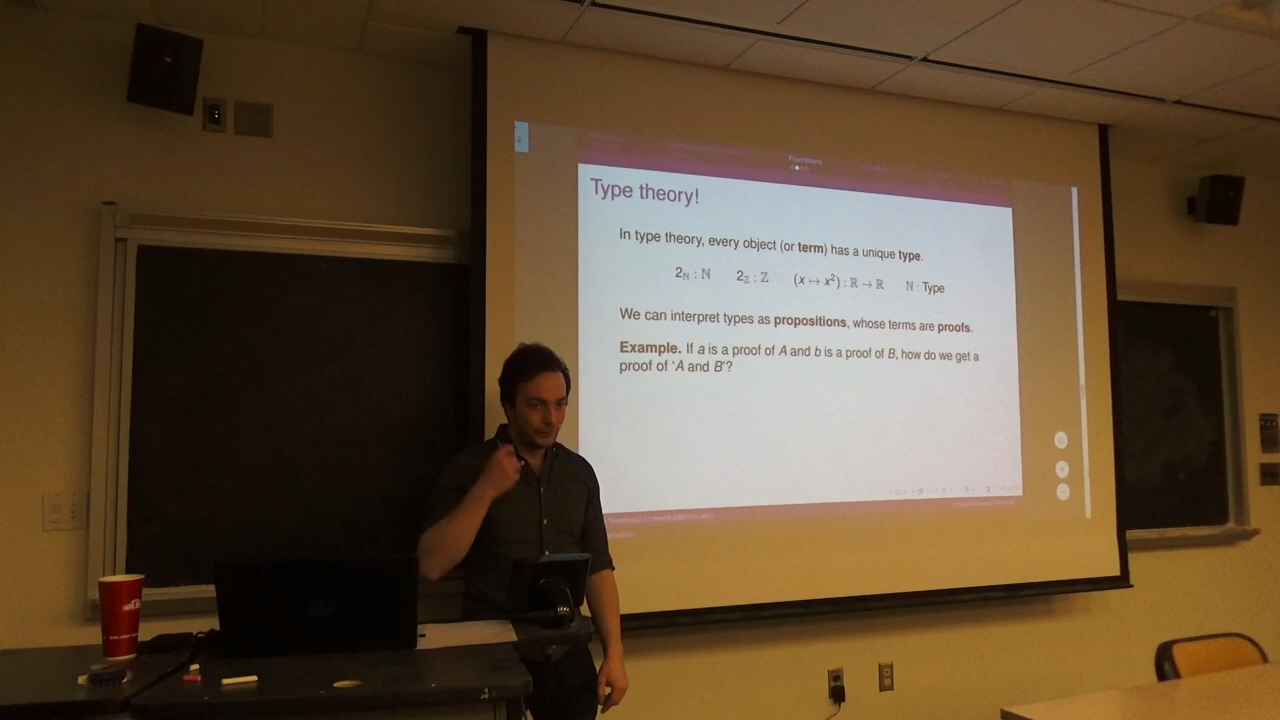 Foundations
Type theory!
In type theory, every object (or term) has a unique type.
2ℕ : ℕ 2ℤ : ℤ (x ↦ x²) : ℝ → ℝ ℕ : Type
We can interpret types as propositions, whose terms are proofs.
Example. If a is a proof of A and b is a proof of B, how do we get a
proof of ‘A and B’?